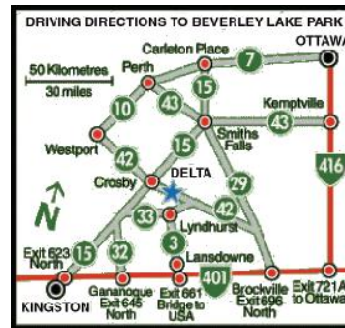 DRIVING DIRECTIONS TO BEVERLEY LAKE PARK
OTTAWA
Carleton Place
7
50 Kilometres
30 miles
Perth
15
10
43
Kemptville
43
Smiths
Falls
Westport
15
42
Crosby
DELTA
29
416
N
33
42
Lyndhurst
3
Exit 623
North
15
32
Lansdowne
401
KINGSTON
Gananoque
Exit 645
North
Exit 661
Bridge to
USA
Brockville
Exit 696
North
Exit 721A
to Ottawa